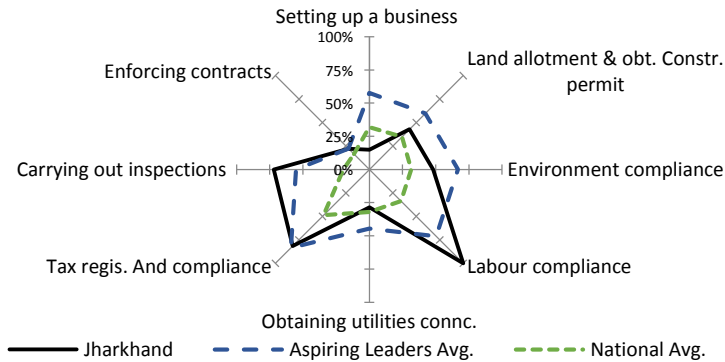 Setting up a business
100%
75%
50%
25%
0%
Land allotment & obt. Constr.
permit
Enforcing contracts
Carrying out inspections
Environment compliance
Tax regis. And compliance
Labour compliance
Obtaining utilities connc.
Jharkhand
Aspiring Leaders Avg.
National Avg.